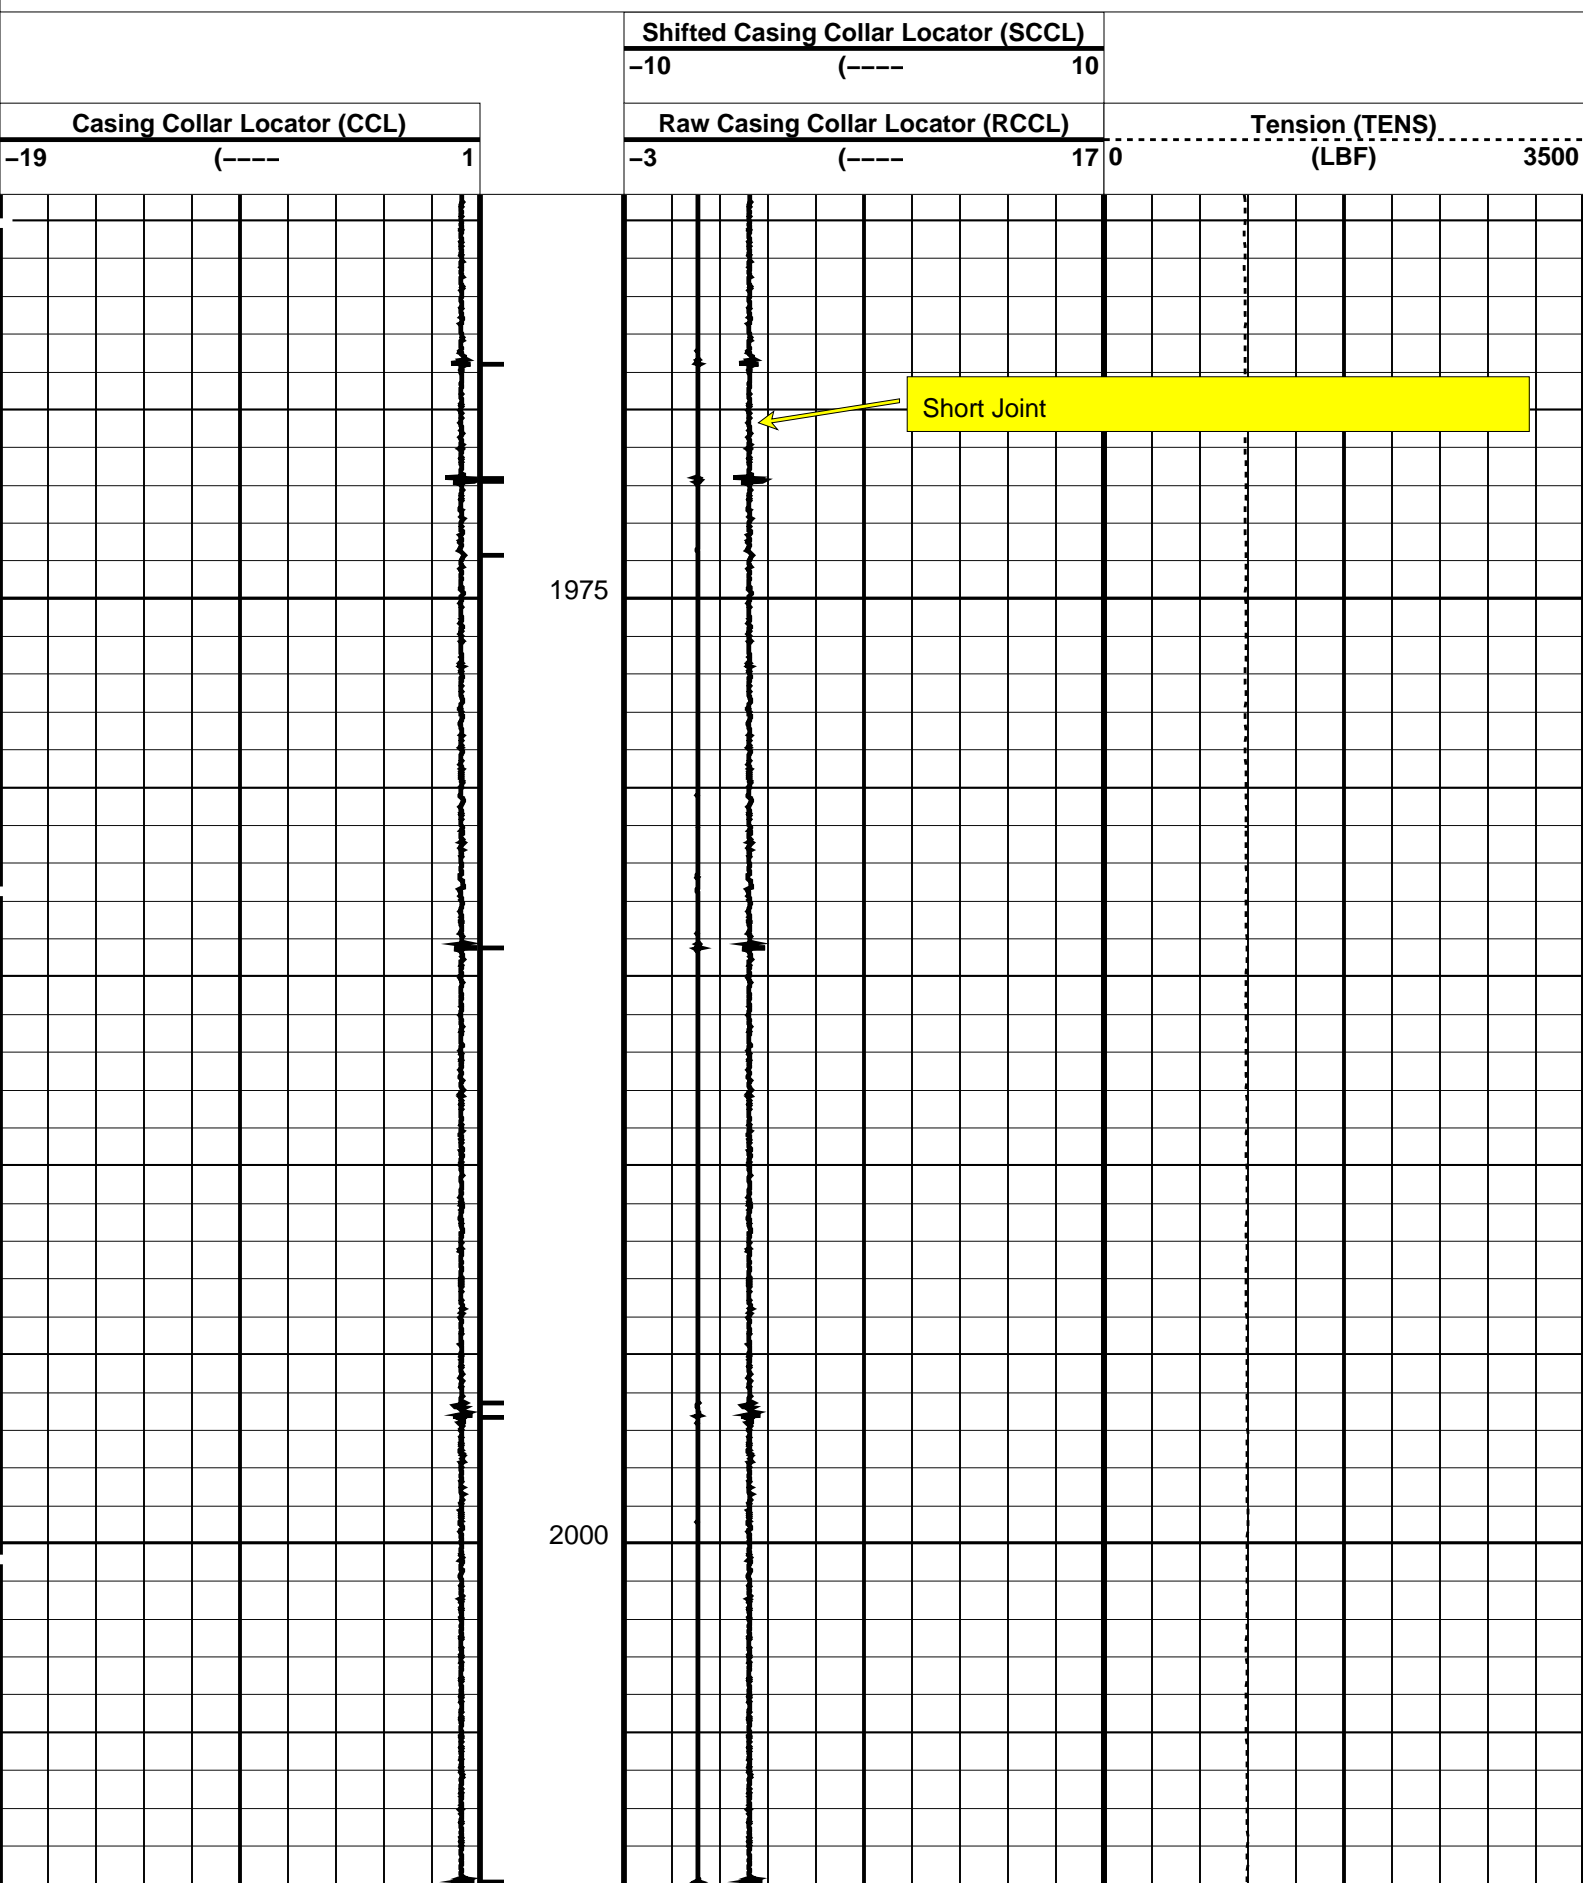 Shifted Casing Collar Locator (SCCL)
–10 (–––– 10
Casing Collar Locator (CCL)
–19 (–––– 1
Raw Casing Collar Locator (RCCL)
–3 (–––– 17
Tension (TENS)
0 (LBF) 3500
Short Joint
1975
2000